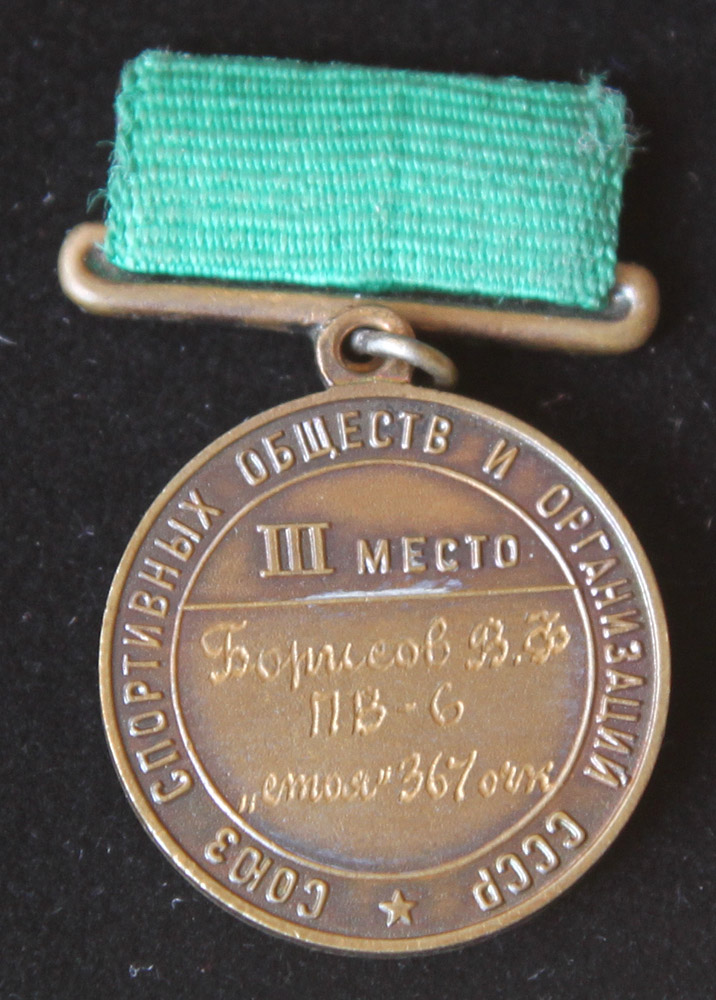 СОЮЗ СПОРТИВНЫХ ОБЩЕСТВ И ОРГАНИЗАЦИЙ СССР
III МЕСТО
Борисов В.Ф
ПВ-6
„стоя" 367 очк